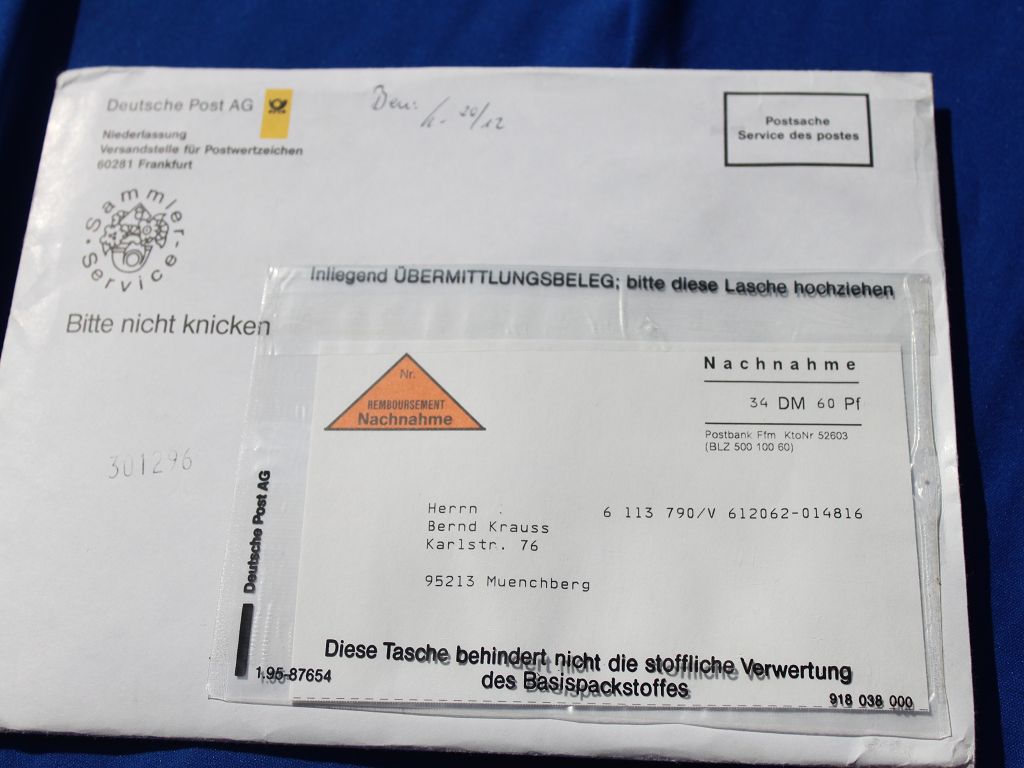 Deutsche Post AG
Niederlassung
Versandstelle für Postwertzeichen
60281 Frankfurt
20/12
Postsache
Service des postes
Sammler-Service
Bitte nicht knicken
301296
Inliegend ÜBERMITTLUNGSBELEG; bitte diese Lasche hochziehen
Nr.
REMBOURSEMENT
Nachnahme
Nachnahme
34 DM 60 Pf
Postbank Ffm KtoNr 52603
(BLZ 500 100 60)
Herrn
6 113 790/V 612062-014816
Bernd Krauss
Karlstr. 76
95213 Muenchberg
Deutsche Post AG
Diese Tasche behindert nicht die stoffliche Verwertung
des Basispackstoffes
1.95-87654
918 038 000